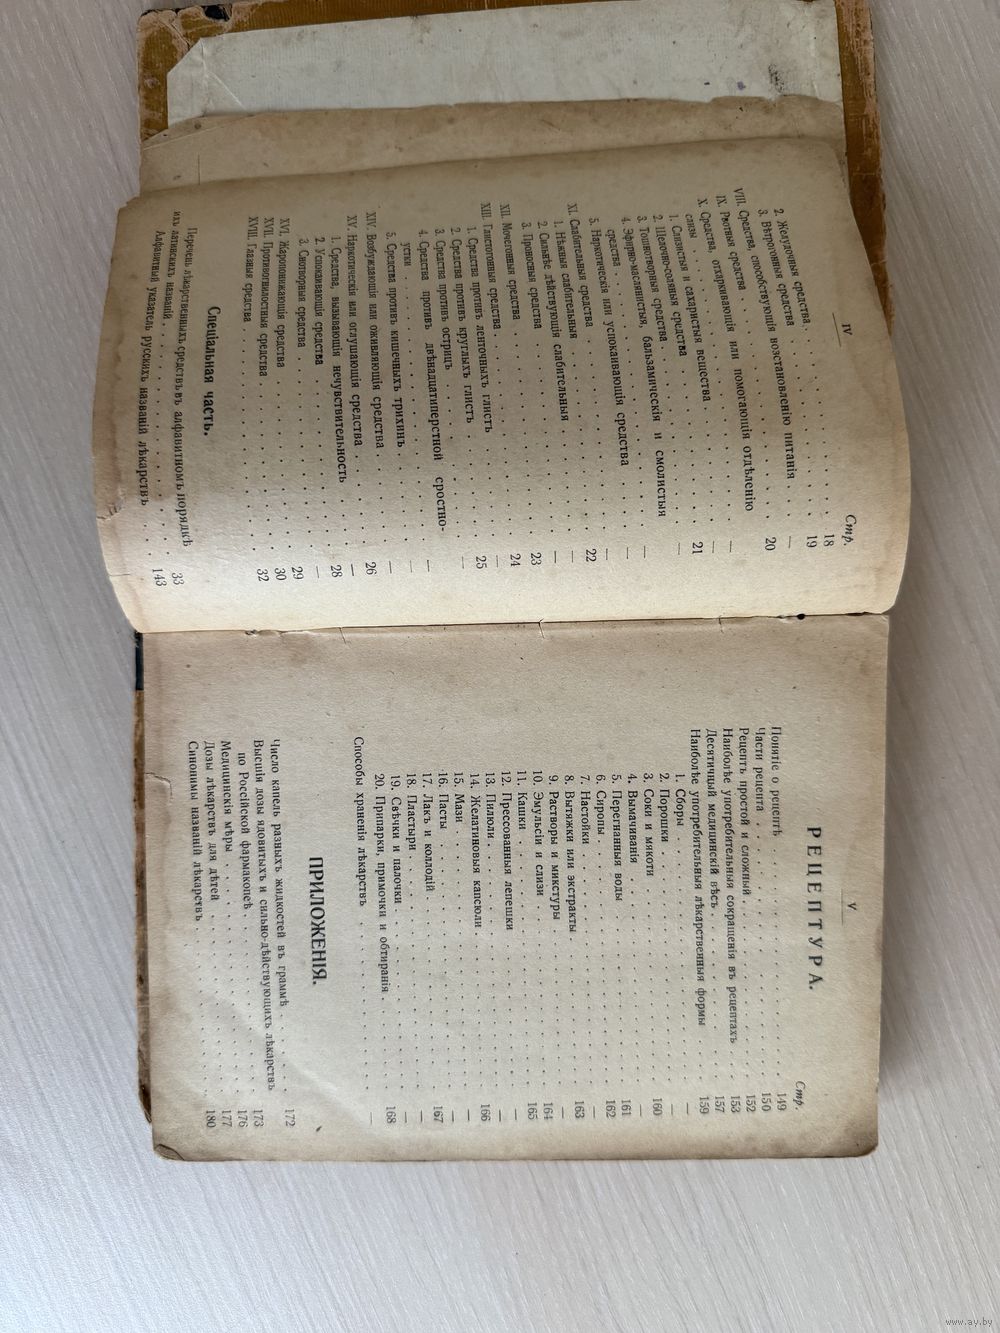 IV
Стр.
2. Желудочныя средства . . . 18
3. Вѣтрогонныя средства . . . 19
VIII. Средства, способствующія возстановленію питанія . . . —
IX. Рвотныя средства . . . 20
X. Средства, отхаркивающія или помогающія отдѣленію
слизы . . . —
1. Слизистыя и сахаристыя вещества . . . —
2. Щелочно-соляныя средства . . . 21
3. Тошнотворныя средства . . . —
4. Эфирно-маслянистыя, бальзамическія и смолистыя
средства . . . —
5. Наркотическія или успокаивающія средства . . . —
XI. Слабительныя средства . . . 22
1. Нѣжныя слабительныя . . . —
2. Сильнѣе дѣйствующія слабительныя . . . —
3. Проносныя средства . . . 23
XII. Мочегонныя средства . . . 24
XIII. Глистогонныя средства . . . —
1. Средства противъ ленточныхъ глистъ . . . 25
2. Средства противъ круглыхъ глистъ . . . —
3. Средства противъ острицъ . . .
4. Средства противъ двѣнадцатиперстной сростно-
устки . . . —
5. Средства противъ кишечныхъ трихинъ . . .
XIV. Возбуждающія или оживляющія средства . . . 26
XV. Наркотическія или оглушающія средства . . . —
1. Средства, вызывающія нечувствительность . . . 28
2. Успокаивающія средства . . . —
3. Снотворныя средства . . . 29
XVI. Жаропонижающія средства . . . 30
XVII. Противогнилостныя средства . . . 32
XVIII. Глазныя средства . . .
Спеціальная часть.
Перечень лѣкарственныхъ средствъ въ алфавитномъ порядкѣ
ихъ латинскихъ названій . . . 33
Алфавитный указатель русскихъ названій лѣкарствъ . . . 143
V
РЕЦЕПТУРА.
Стр.
Понятіе о рецептѣ . . . 149
Части рецепта . . . 150
Рецептъ простой и сложный . . . 152
Наиболѣе употребительныя сокращенія въ рецептахъ . . . 153
Десятичный медицинскій вѣсъ . . . 157
Наиболѣе употребительныя лѣкарственныя формы . . . 159
1. Сборы . . . —
2. Порошки . . . —
3. Соки и мякоти . . . 160
4. Вымачиванія . . . —
5. Перегнанныя воды . . . 161
6. Сиропы . . . 162
7. Настойки . . . —
8. Вытяжки или экстракты . . . —
9. Растворы и микстуры . . . 163
10. Эмульсіи и слизи . . . 164
11. Кашки . . . 165
12. Прессованныя лепешки . . . —
13. Пилюли . . . —
14. Желатиновыя капсюли . . . 166
15. Мази . . . —
16. Пасты . . . —
17. Лакъ и коллодій . . . 167
18. Пластыри . . . —
19. Свѣчки и палочки . . . —
20. Припарки, примочки и обтиранія . . . 168
Способы храненія лѣкарствъ . . . —
ПРИЛОЖЕНІЯ.
Число капель разныхъ жидкостей въ граммѣ . . . 172
Высшія дозы ядовитыхъ и сильно-дѣйствующихъ лѣкарствъ
по Россійской фармакопеѣ . . . 173
Медицинскія мѣры . . . 176
Дозы лѣкарствъ для дѣтей . . . 177
Синонимы названій лѣкарствъ . . . 180
www.ay.by